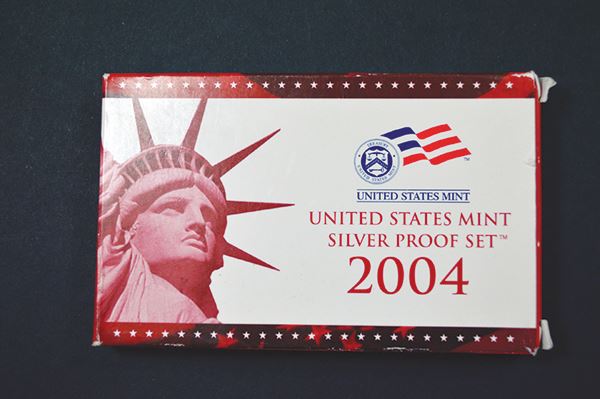 UNITED STATES MINT
UNITED STATES MINT
SILVER PROOF SET™
2004